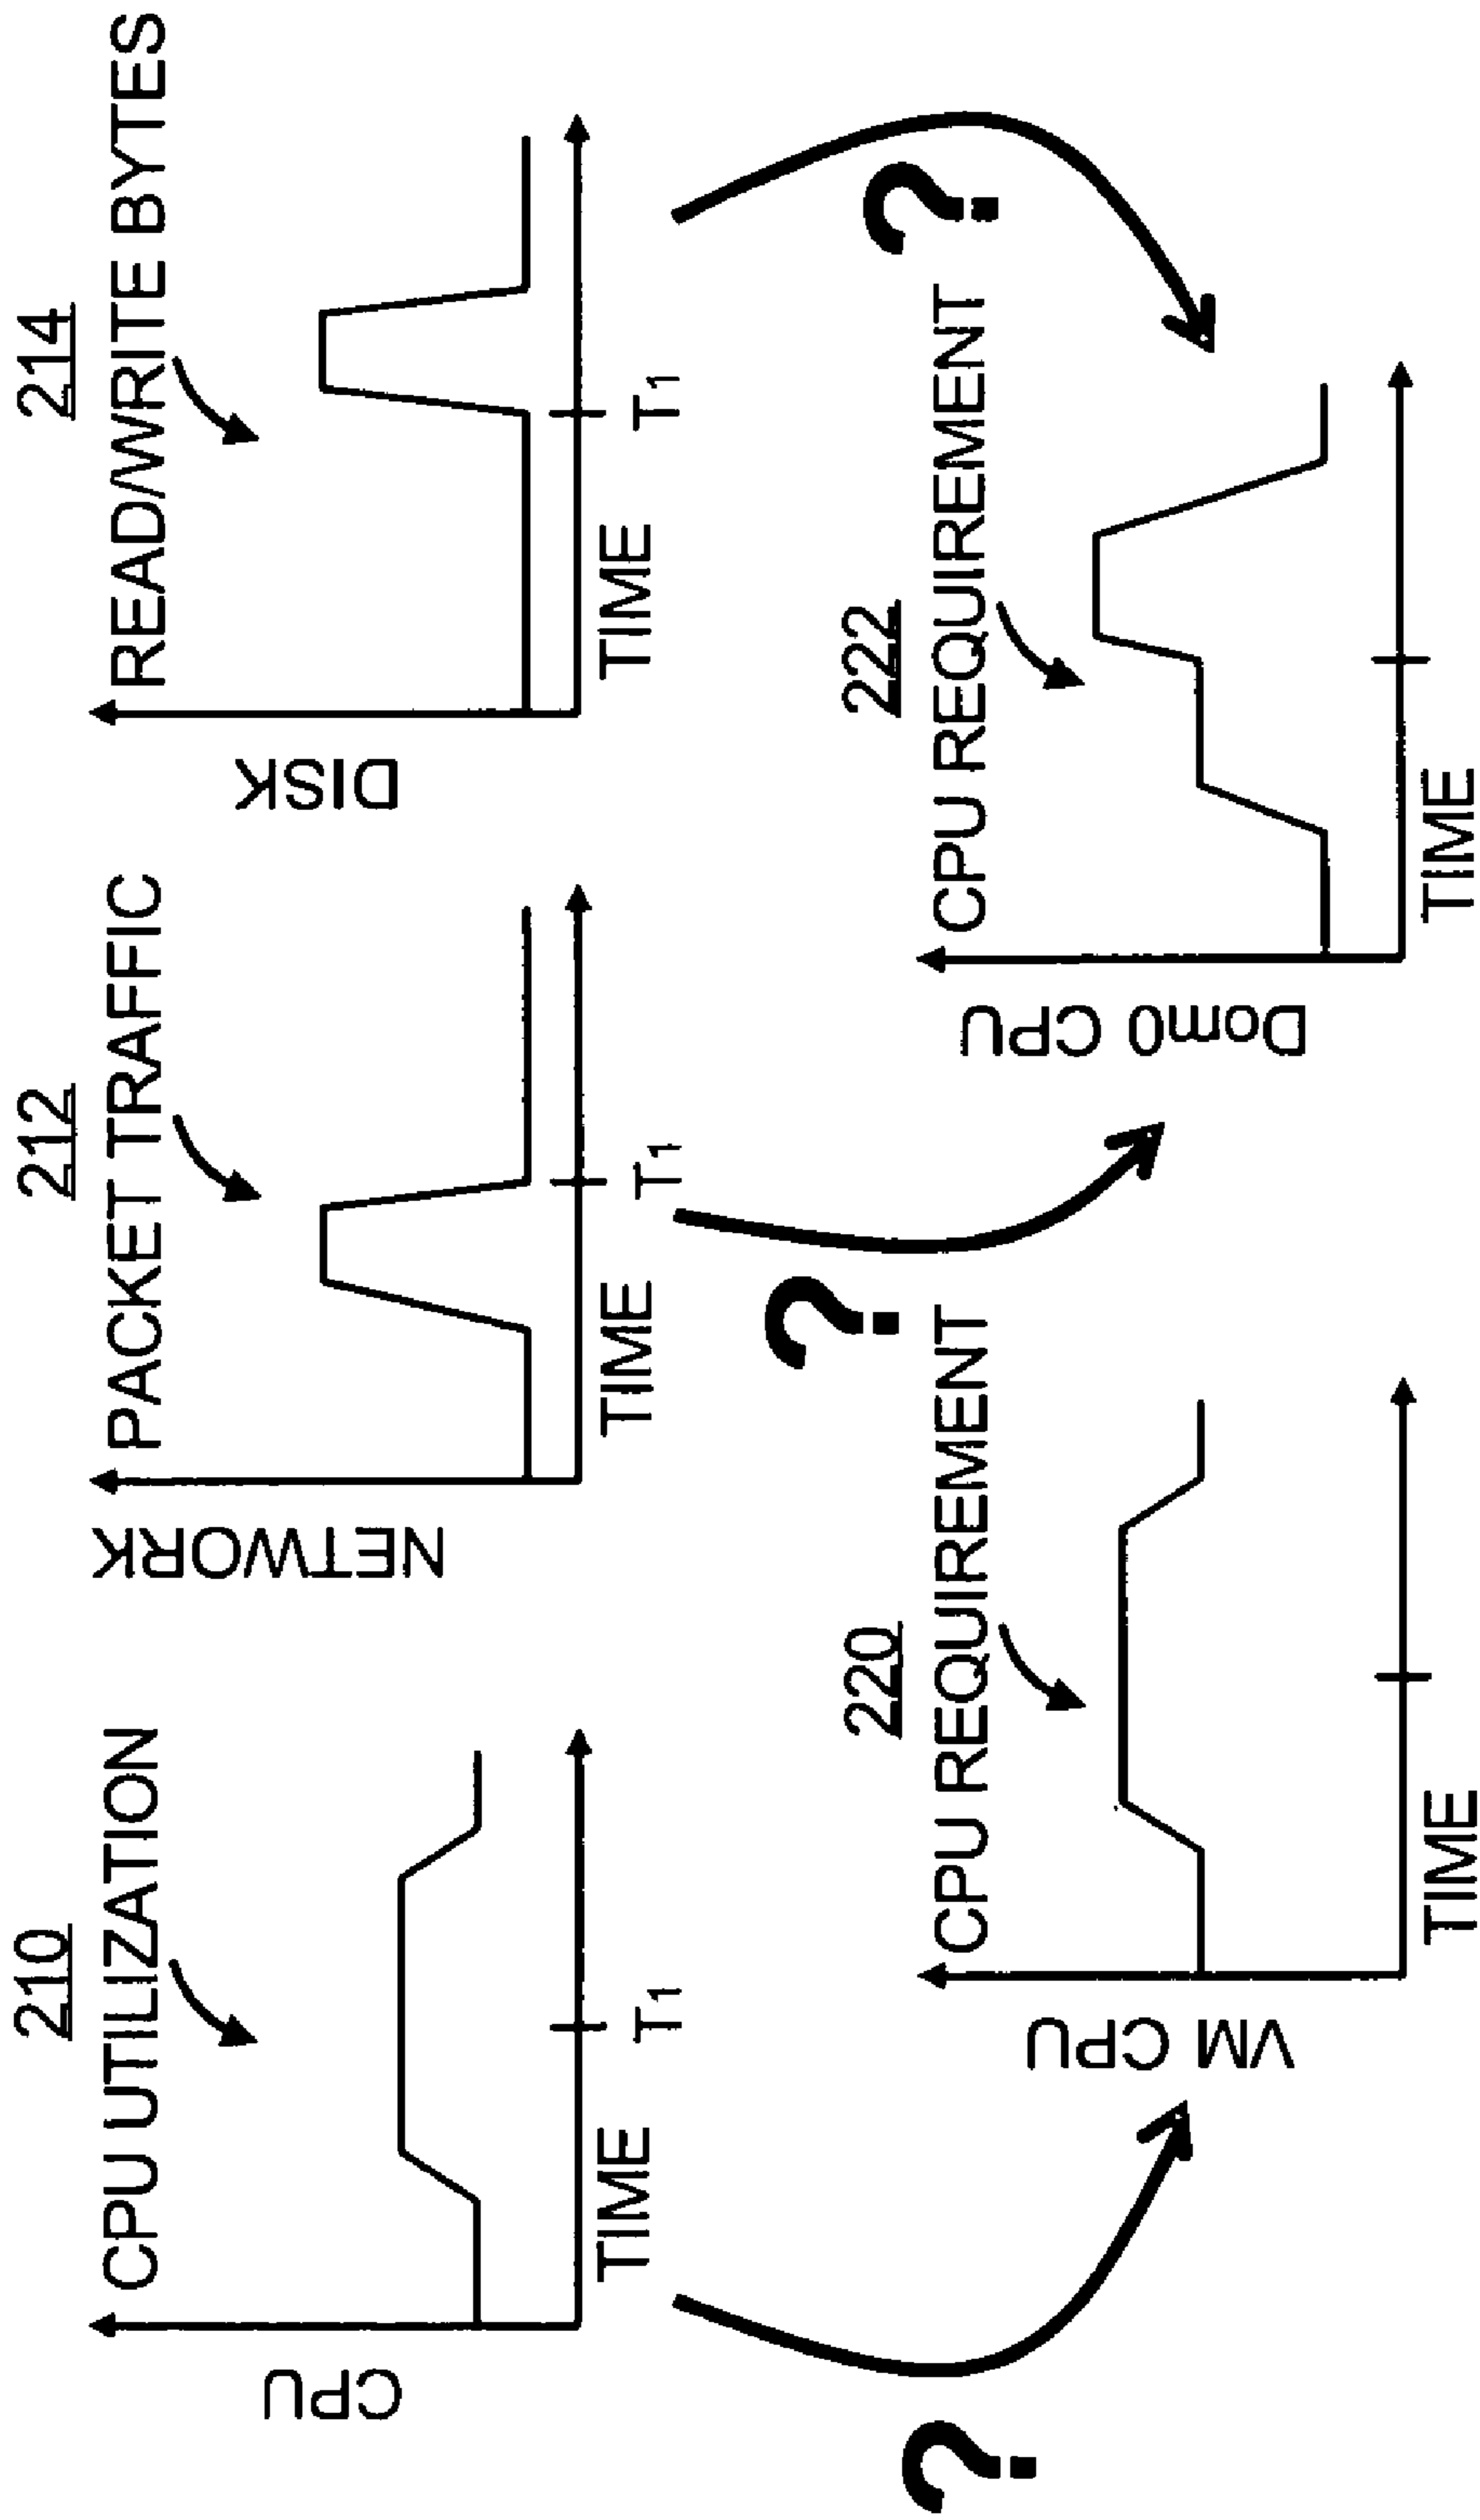 210
CPU UTILIZATION
CPU
TIME
T1
212
PACKET TRAFFIC
NETWORK
TIME
T1
214
READ/WRITE BYTES
DISK
TIME
T1
?
?
?
220
CPU REQUIREMENT
VM CPU
TIME
222
CPU REQUIREMENT
Dom0 CPU
TIME